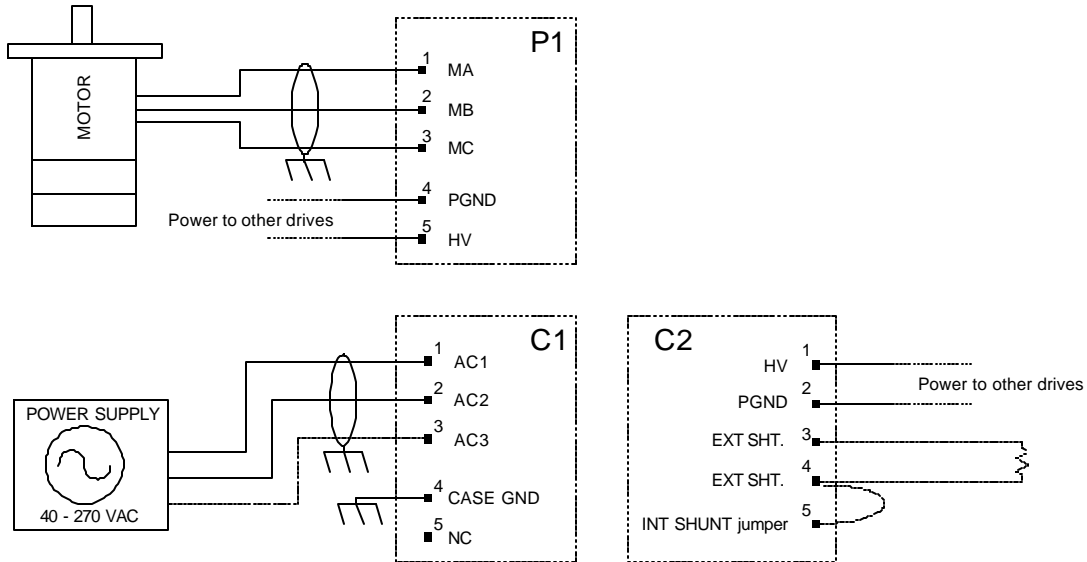 P1
MOTOR
1 MA
2 MB
3 MC
4 PGND
Power to other drives
5 HV
C1
1 AC1
2 AC2
3 AC3
4 CASE GND
5 NC
POWER SUPPLY
40 - 270 VAC
C2
HV 1
PGND 2
Power to other drives
EXT SHT. 3
EXT SHT. 4
INT SHUNT jumper 5